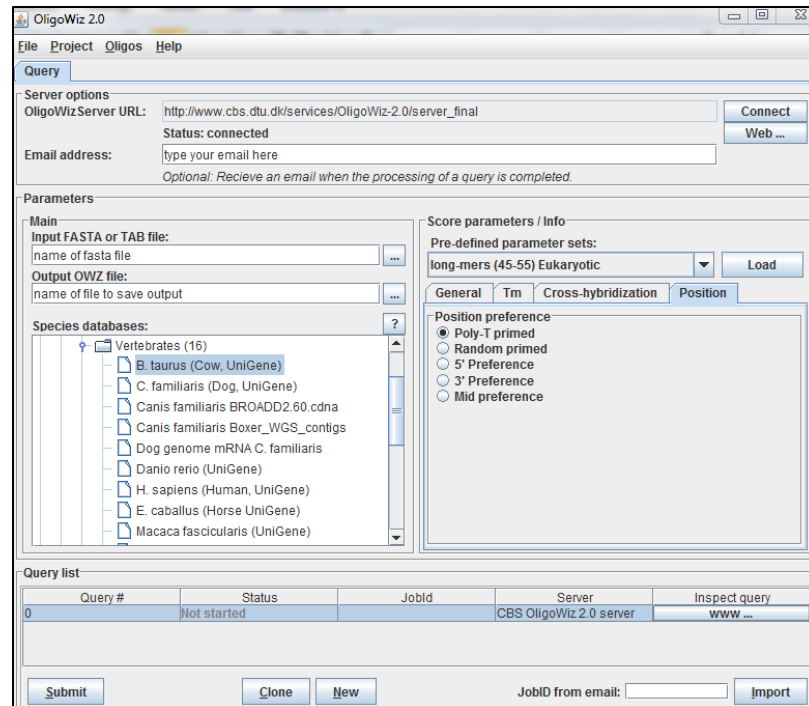 OligoWiz 2.0
File Project Oligos Help
Query
Server options
OligoWizServer URL: http://www.cbs.dtu.dk/services/OligoWiz-2.0/server_final Connect
Status: connected Web ...
Email address: type your email here
Optional: Recieve an email when the processing of a query is completed.
Parameters
Main
Input FASTA or TAB file:
name of fasta file ...
Output OWZ file:
name of file to save output ...
Species databases: ?
Vertebrates (16)
B. taurus (Cow, UniGene)
C. familiaris (Dog, UniGene)
Canis familiaris BROADD2.60.cdna
Canis familiaris Boxer_WGS_contigs
Dog genome mRNA C. familiaris
Danio rerio (UniGene)
H. sapiens (Human, UniGene)
E. caballus (Horse UniGene)
Macaca fascicularis (UniGene)
Score parameters / Info
Pre-defined parameter sets:
long-mers (45-55) Eukaryotic Load
General Tm Cross-hybridization Position
Position preference
Poly-T primed
Random primed
5' Preference
3' Preference
Mid preference
Query list
Query # Status JobId Server Inspect query
0 Not started CBS OligoWiz 2.0 server www ...
Submit Clone New JobID from email: Import